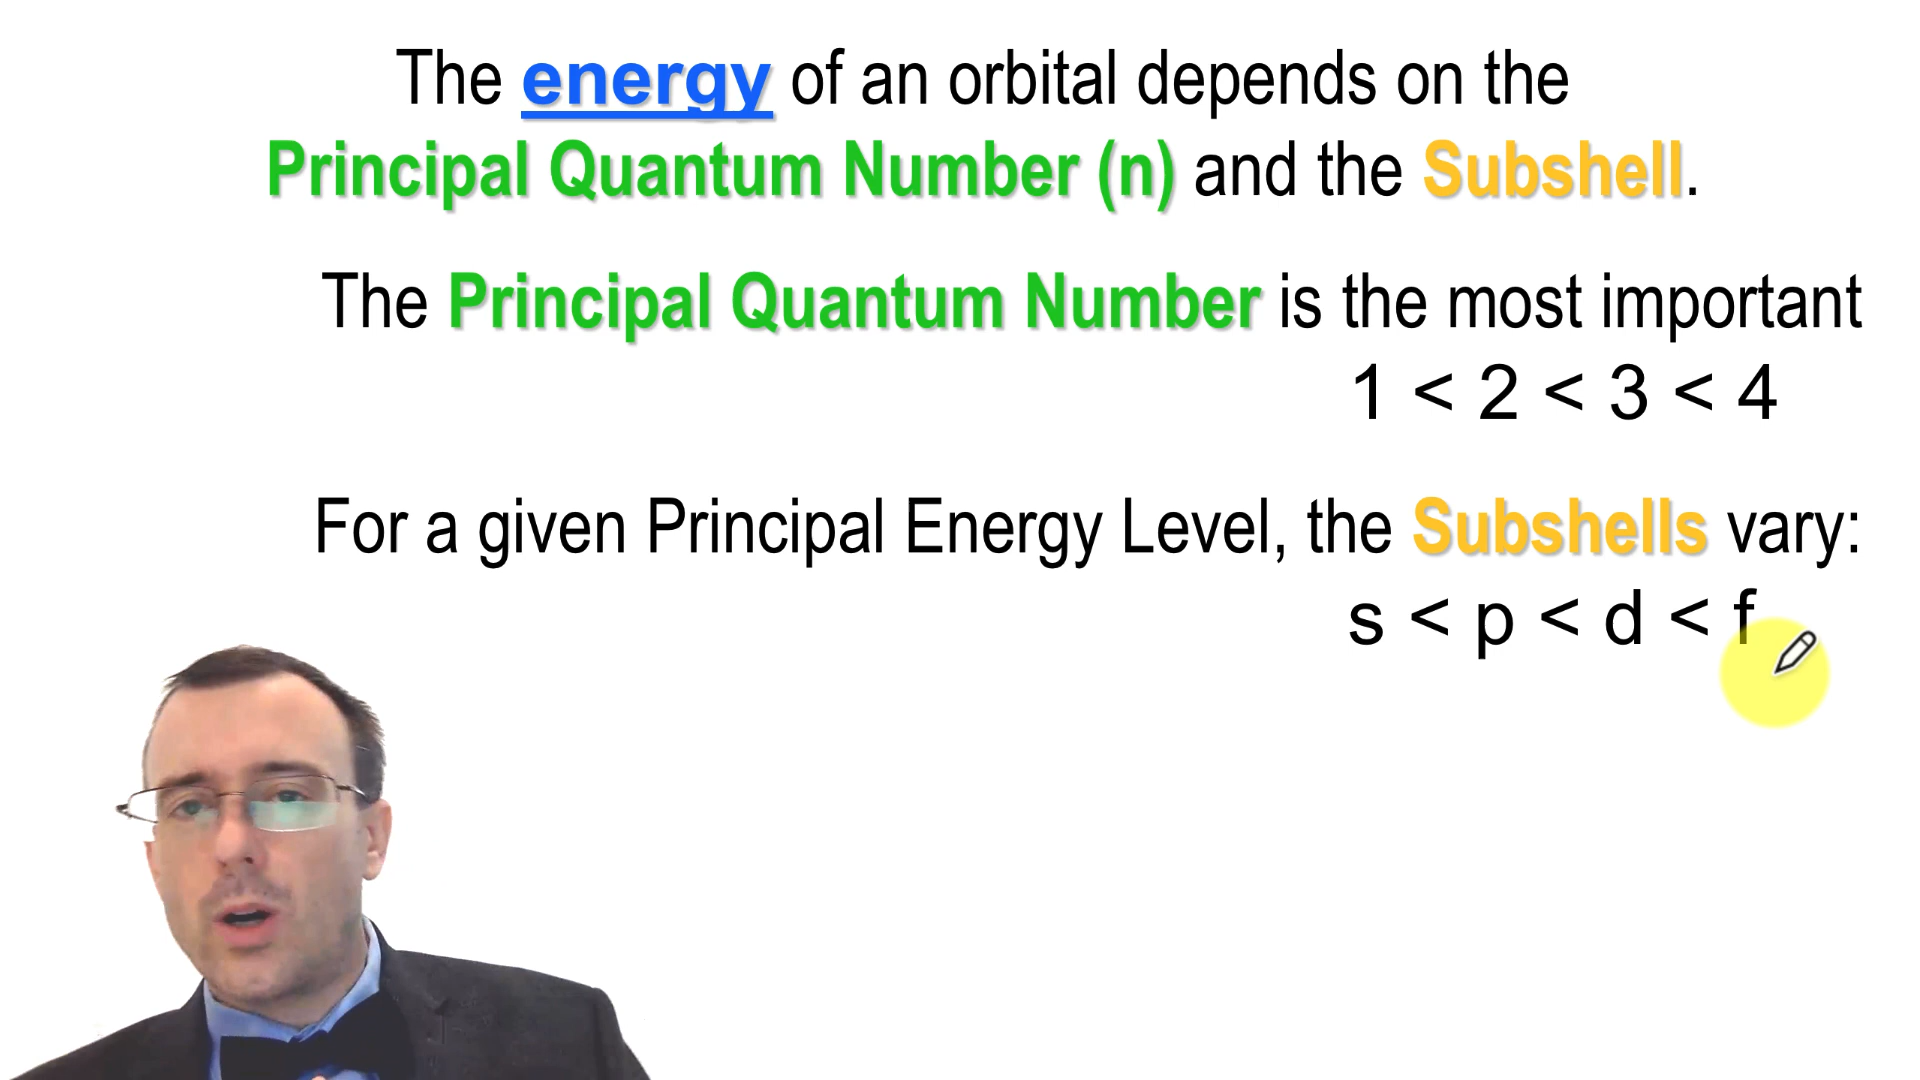 The energy of an orbital depends on the
Principal Quantum Number (n) and the Subshell.
The Principal Quantum Number is the most important
1 < 2 < 3 < 4
For a given Principal Energy Level, the Subshells vary:
s < p < d < f